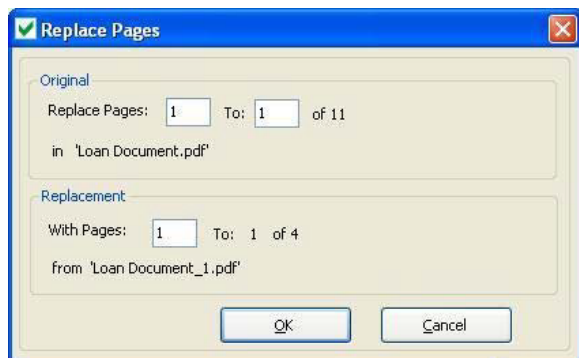 Replace Pages
Original
Replace Pages: 1 To: 1 of 11
in 'Loan Document.pdf'
Replacement
With Pages: 1 To: 1 of 4
from 'Loan Document_1.pdf'
OK Cancel